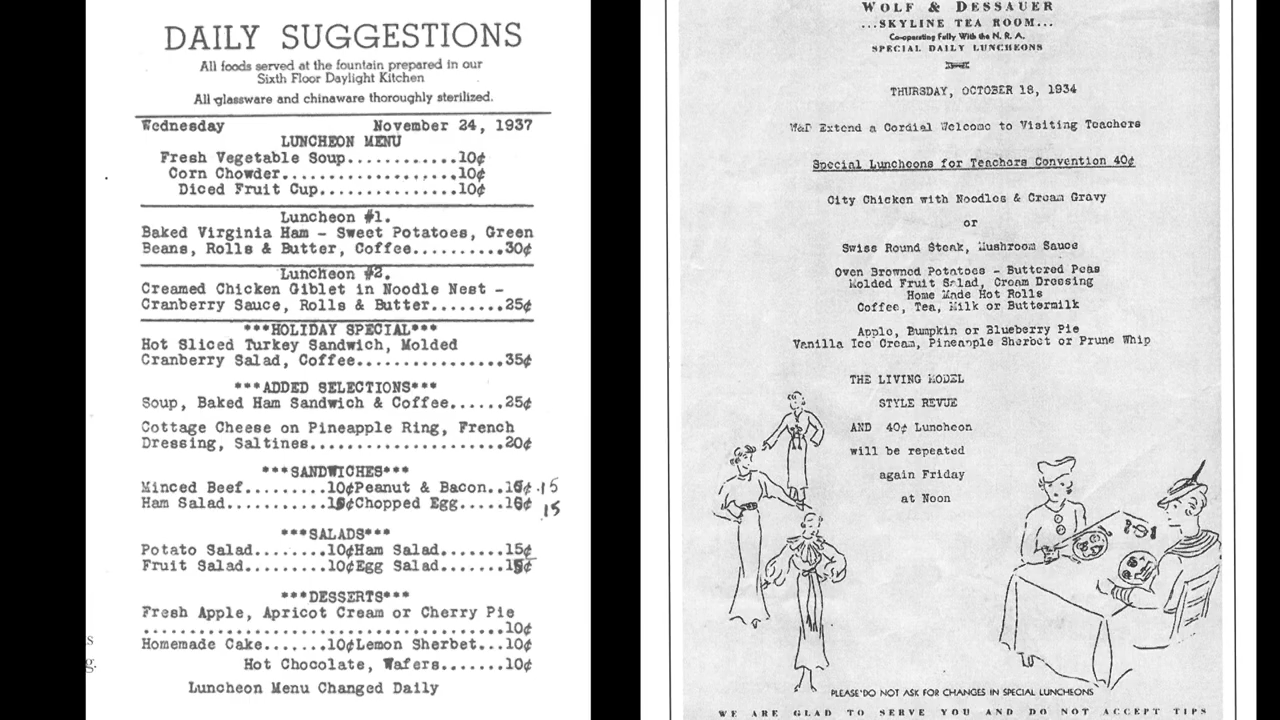 DAILY SUGGESTIONS
All foods served at the fountain prepared in our
Sixth Floor Daylight Kitchen
All glassware and chinaware thoroughly sterilized.
Wednesday November 24, 1937
LUNCHEON MENU
Fresh Vegetable Soup............10¢
Corn Chowder....................10¢
Diced Fruit Cup...............10¢
Luncheon #1.
Baked Virginia Ham - Sweet Potatoes, Green
Beans, Rolls & Butter, Coffee..........30¢
Luncheon #2.
Creamed Chicken Giblet in Noodle Nest -
Cranberry Sauce, Rolls & Butter........25¢
***HOLIDAY SPECIAL***
Hot Sliced Turkey Sandwich, Molded
Cranberry Salad, Coffee................35¢
***ADDED SELECTIONS***
Soup, Baked Ham Sandwich & Coffee......25¢
Cottage Cheese on Pineapple Ring, French
Dressing, Saltines.....................20¢
***SANDWICHES***
Minced Beef.........10¢Peanut & Bacon.. .15
Ham Salad...........Chopped Egg..... 15
***SALADS***
Potato Salad........10¢Ham Salad.......15¢
Fruit Salad.........10¢Egg Salad.......
***DESSERTS***
Fresh Apple, Apricot Cream or Cherry Pie
.......................................10¢
Homemade Cake.......10¢Lemon Sherbet...10¢
Hot Chocolate, Wafers.......10¢
Luncheon Menu Changed Daily
s
g.
WOLF & DESSAUER
...SKYLINE TEA ROOM...
Co-operating Fully With the N. R. A.
SPECIAL DAILY LUNCHEONS
THURSDAY, OCTOBER 18, 1934
W&D Extend a Cordial Welcome to Visiting Teachers
Special Luncheons for Teachers Convention 40¢
City Chicken with Noodles & Cream Gravy
or
Swiss Round Steak, Mushroom Sauce
Oven Browned Potatoes - Buttered Peas
Molded Fruit Salad, Cream Dressing
Home Made Hot Rolls
Coffee, Tea, Milk or Buttermilk
Apple, Bumpkin or Blueberry Pie
Vanilla Ice Cream, Pineapple Sherbet or Prune Whip
THE LIVING MODEL
STYLE REVUE
AND 40¢ Luncheon
will be repeated
again Friday
at Noon
PLEASE DO NOT ASK FOR CHANGES IN SPECIAL LUNCHEONS
WE ARE GLAD TO SERVE YOU AND DO NOT ACCEPT TIPS